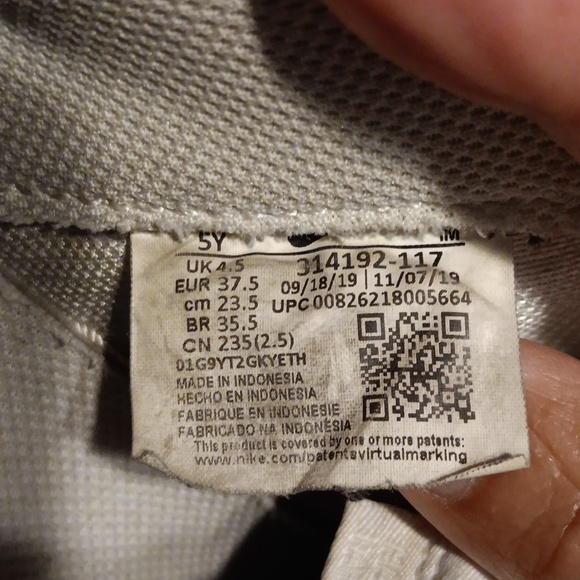 5Y
UK 4.5 314192-117
EUR 37.5 09/18/19 | 11/07/19
cm 23.5 UPC 00826218005664
BR 35.5
CN 235(2.5)
01G9YT2GKYETH
MADE IN INDONESIA
HECHO EN INDONESIA
FABRIQUE EN INDONESIE
FABRICADO NA INDONÉSIA
This product is covered by one or more patents:
www.nike.com/patentsvirtualmarking